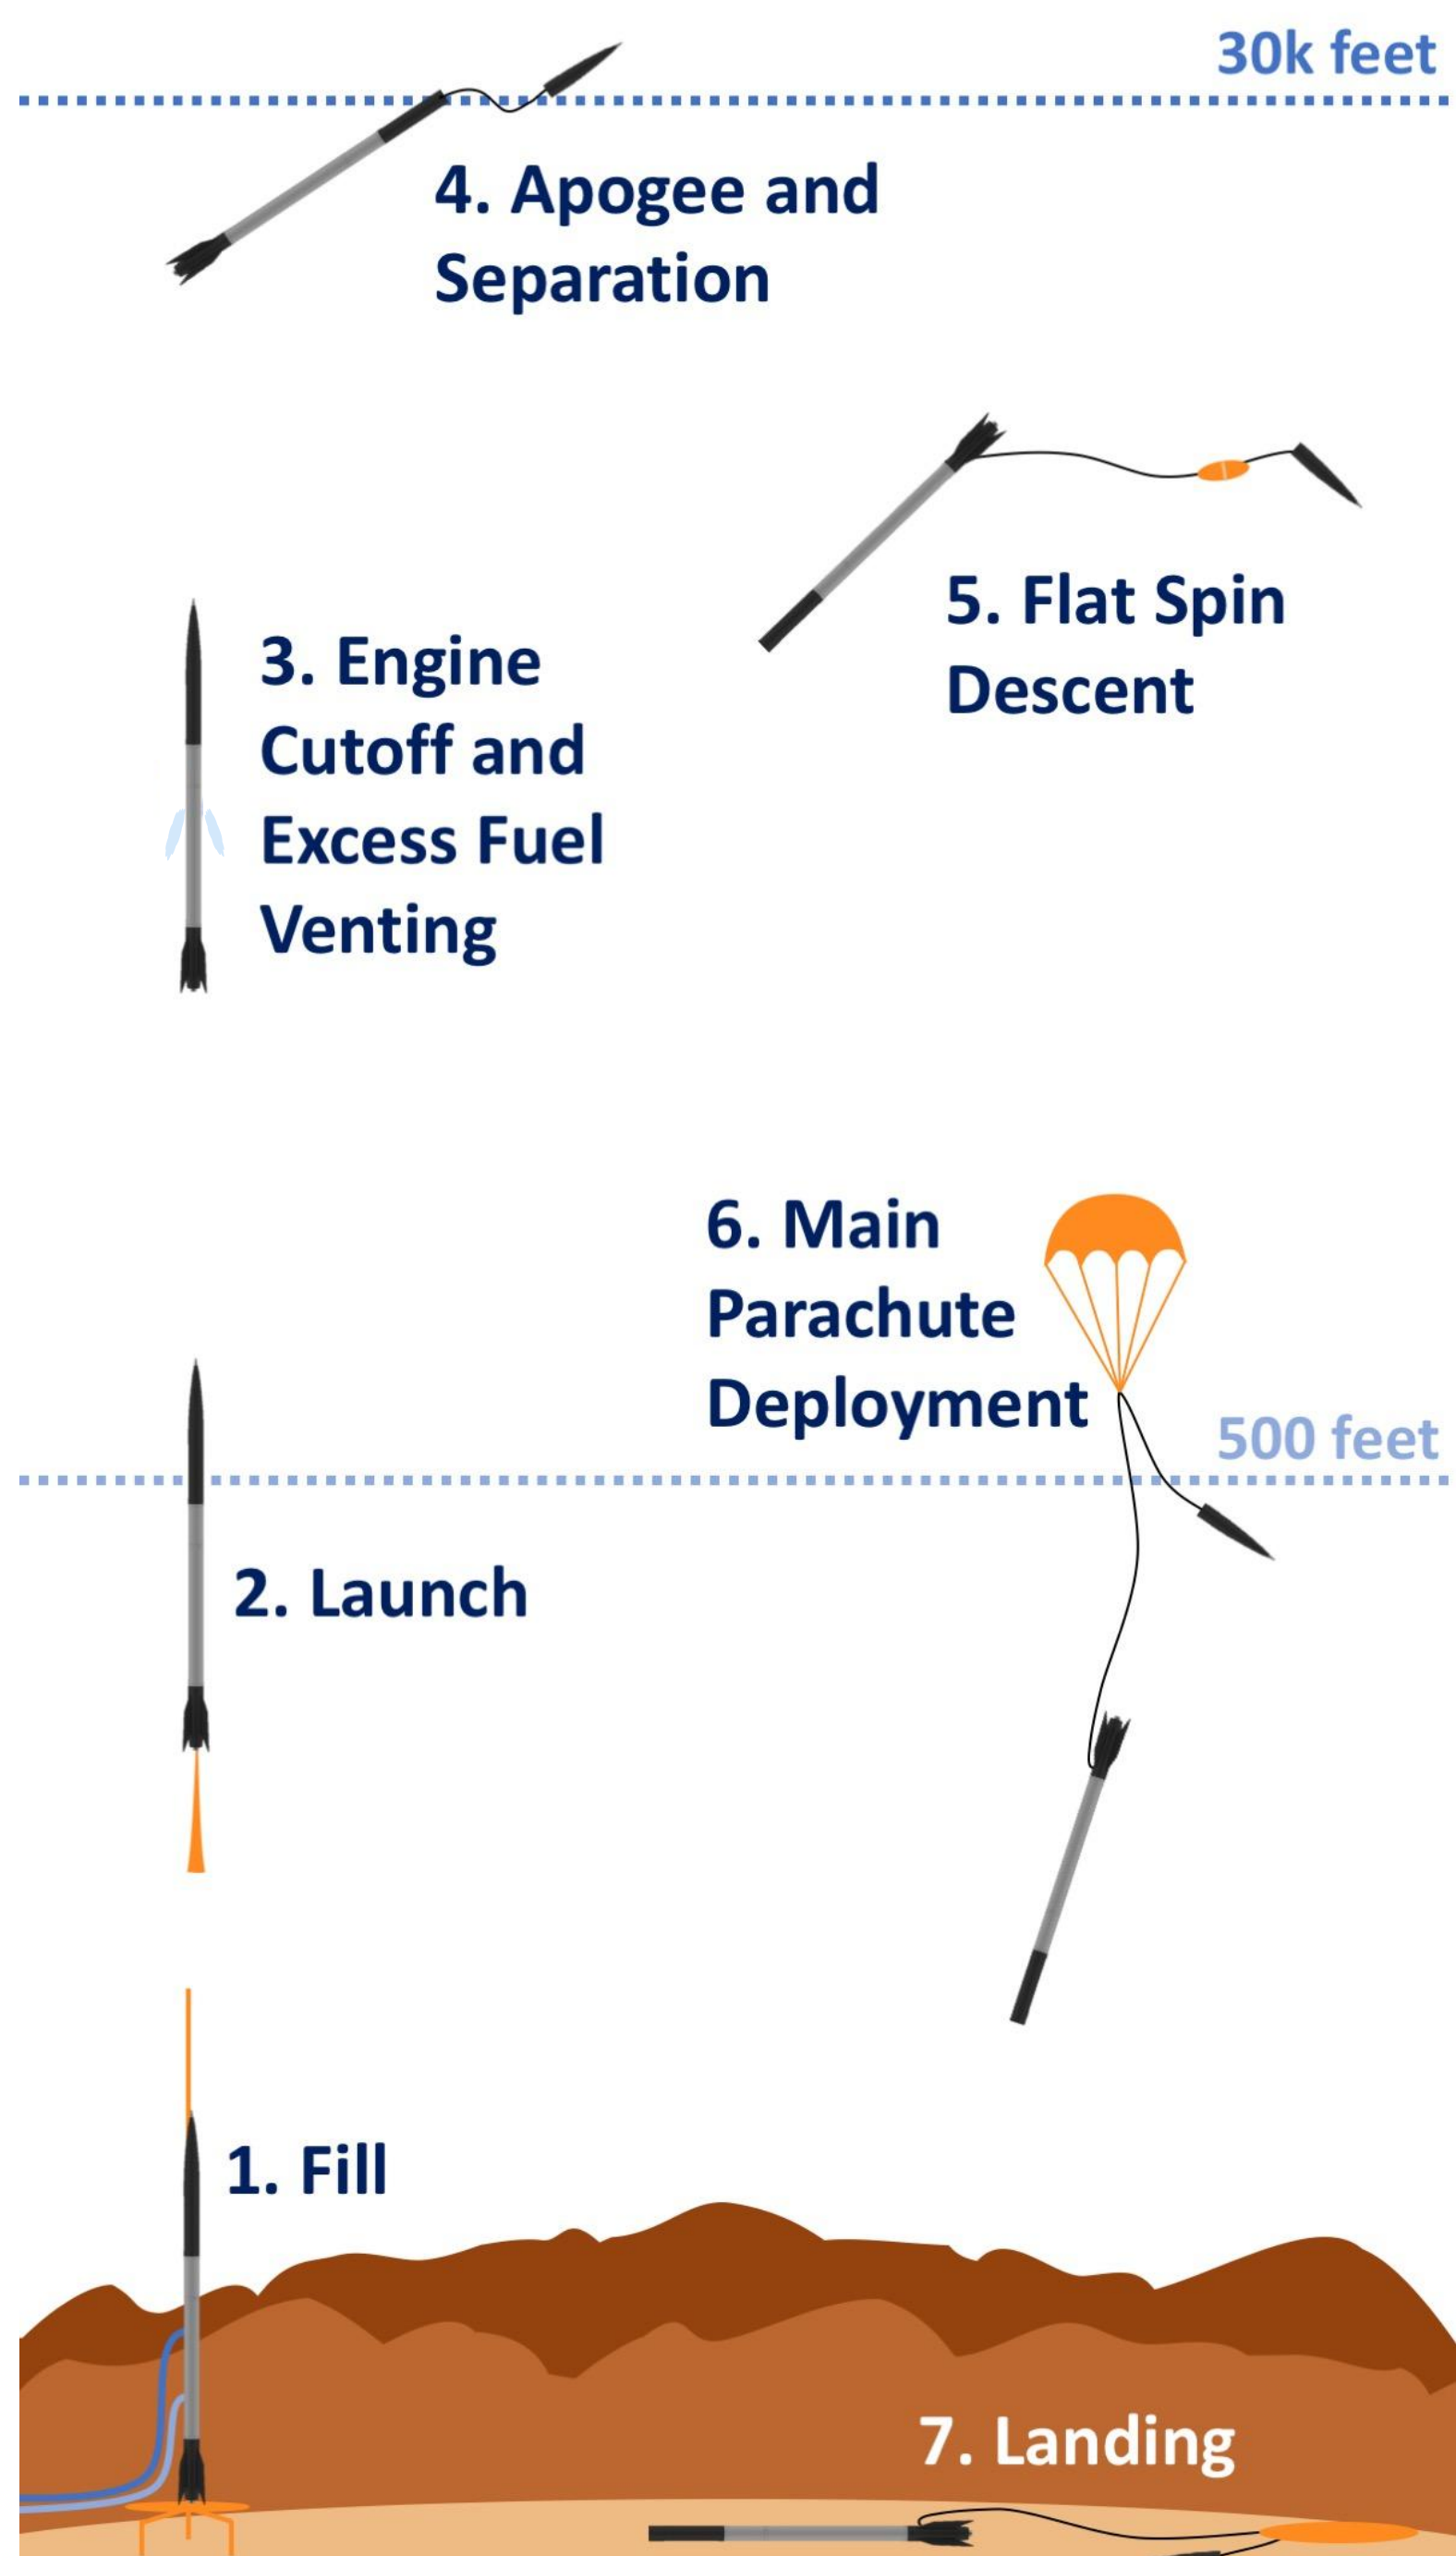 30k feet
4. Apogee and
Separation
5. Flat Spin
Descent
3. Engine
Cutoff and
Excess Fuel
Venting
6. Main
Parachute
Deployment
500 feet
2. Launch
1. Fill
7. Landing